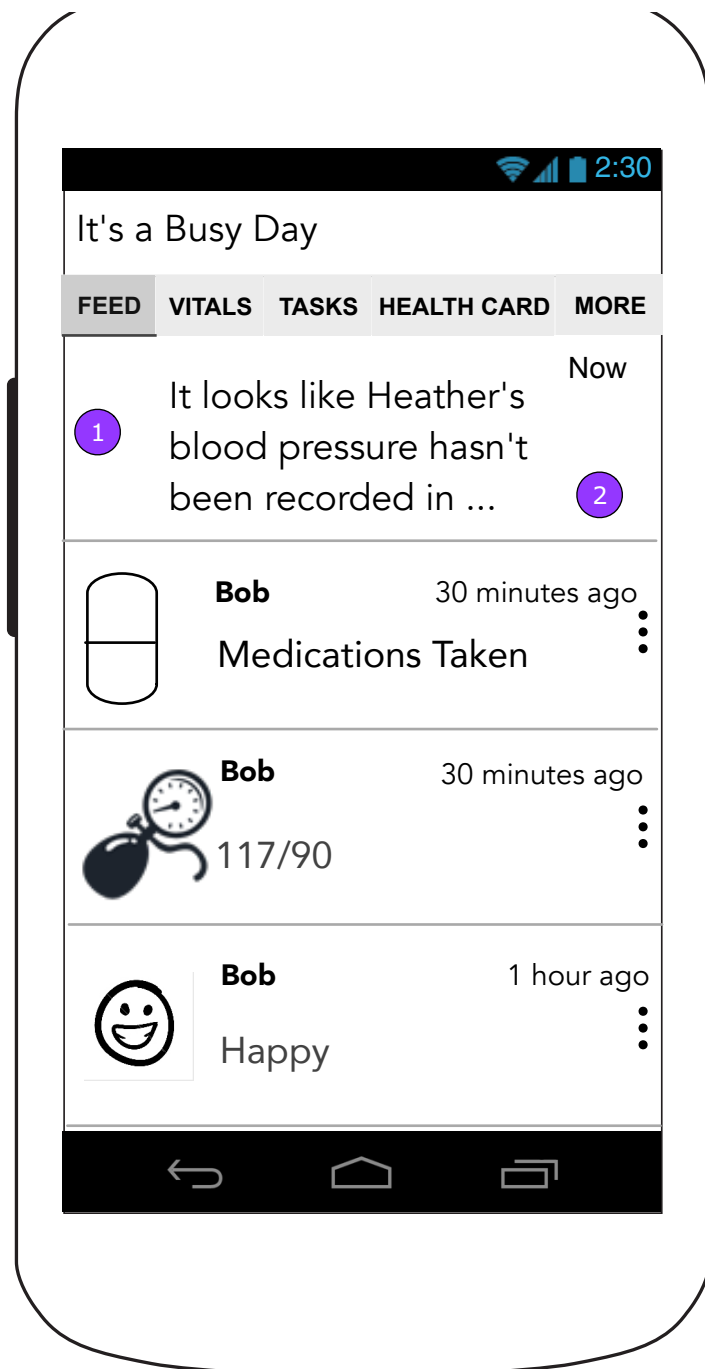 2:30
It's a Busy Day
FEED VITALS TASKS HEALTH CARD MORE
Now
It looks like Heather's
1
blood pressure hasn't
been recorded in ...
2
Bob 30 minutes ago
Medications Taken
Bob 30 minutes ago
117/90
Bob 1 hour ago
Happy